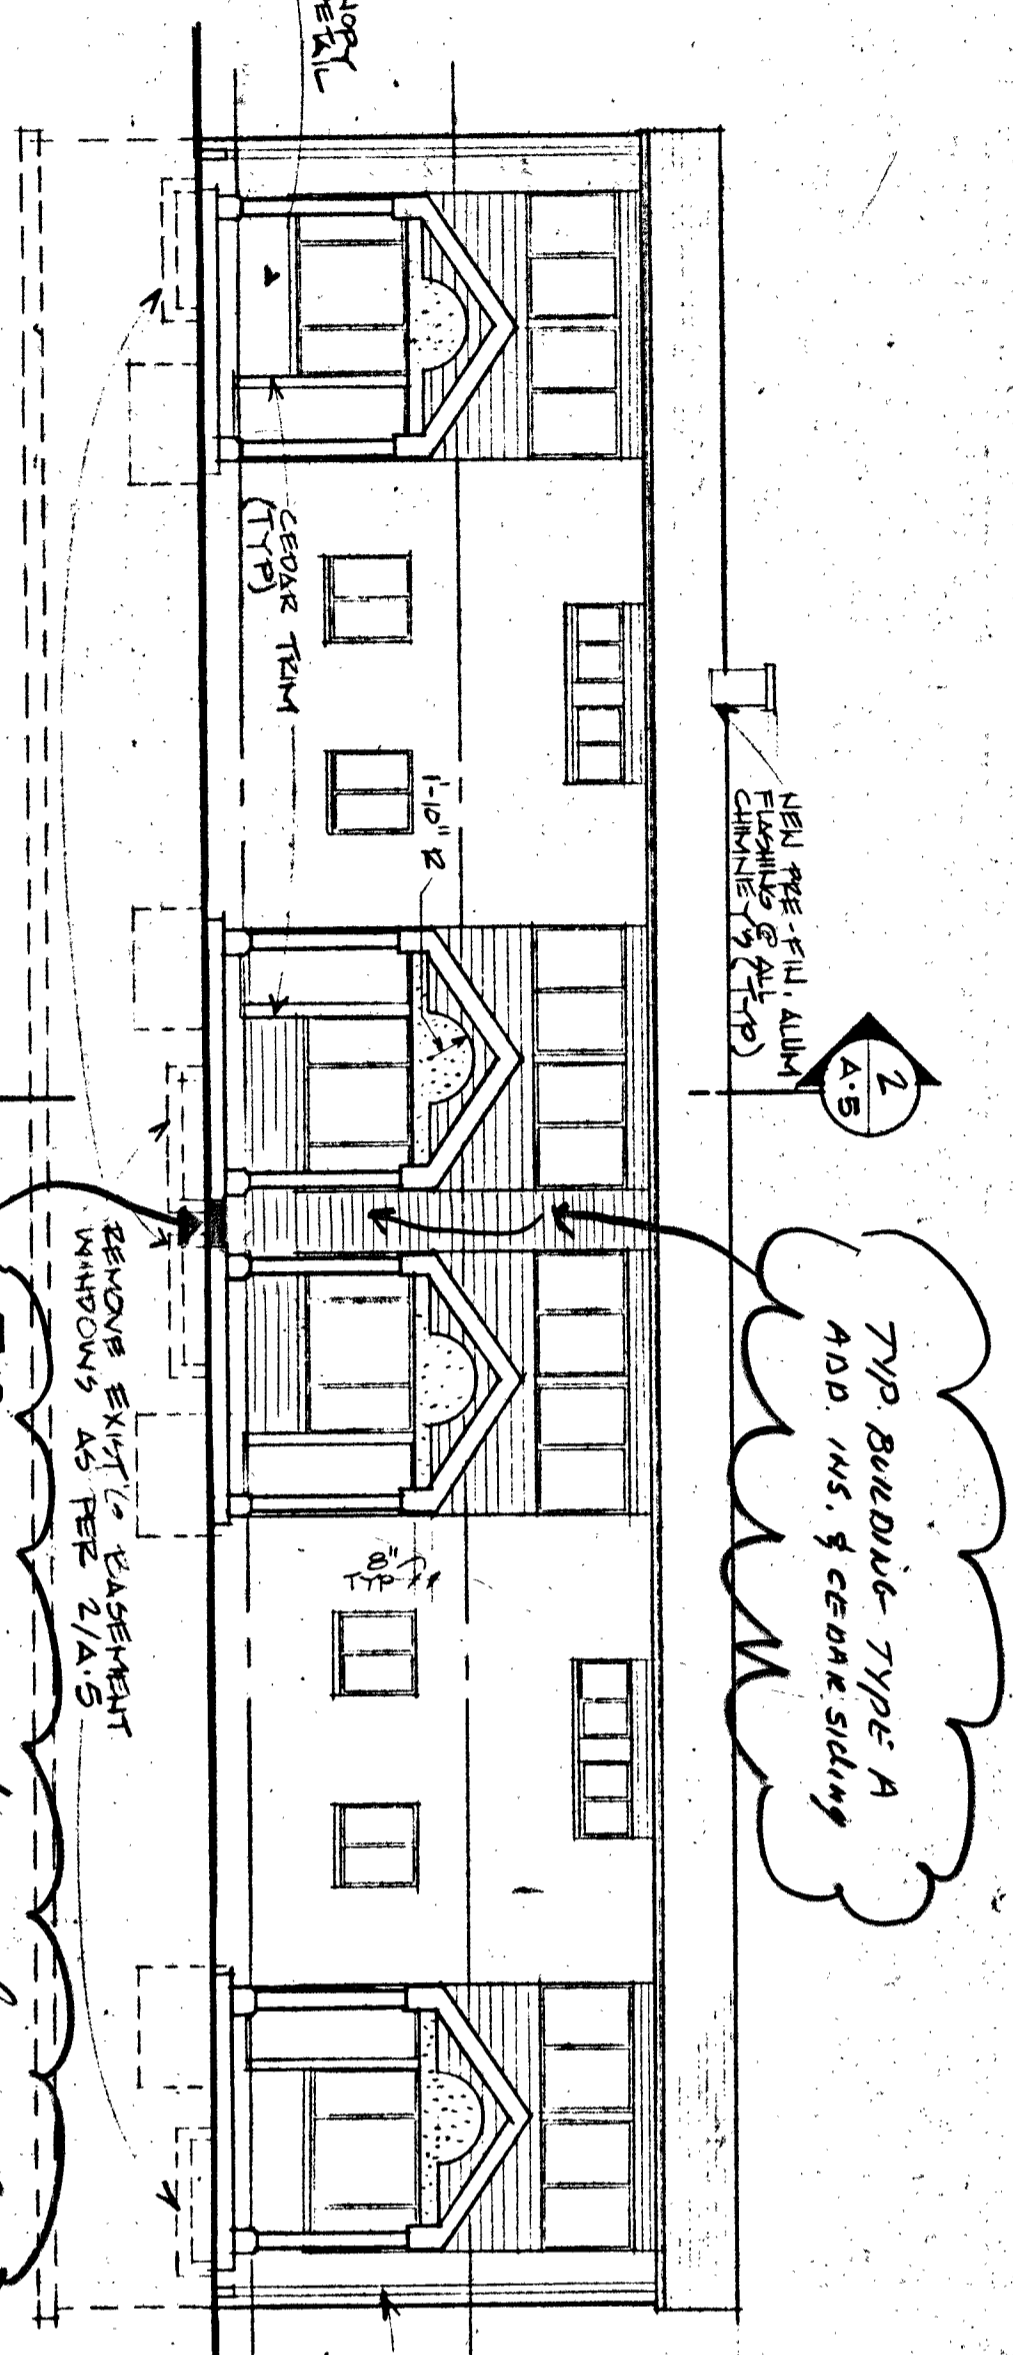 NEW PRE-FIN. ALUM
FLASHING @ ALL
CHIMNEY'S (TYP)
2
A·5
TYP. BUILDING TYPE A
ADD. INS. & CEDAR SIDING
CEDAR TRIM
(TYP)
1'-10" R
8"
TYP
REMOVE EXIST'G BASEMENT
WINDOWS AS PER 2/A·5